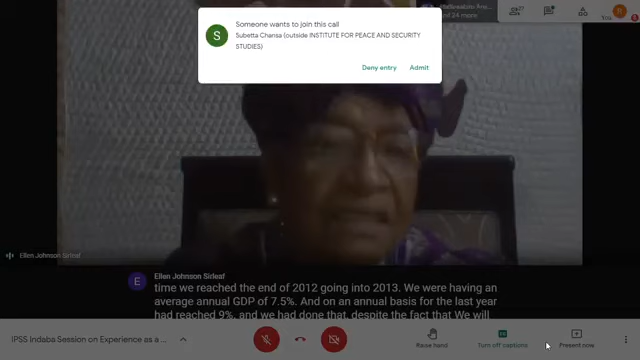 Someone wants to join this call
S
Subetta Chansa (outside INSTITUTE FOR PEACE AND SECURITY
STUDIES)
Deny entry
Admit
Ellen Johnson Sirleaf
E
Ellen Johnson Sirleaf
time we reached the end of 2012 going into 2013. We were having an
average annual GDP of 7.5%. And on an annual basis for the last year
had reached 9%, and we had done that, despite the fact that We will
IPSS Indaba Session on Experience as a ...
Raise hand
Turn off captions
Present now